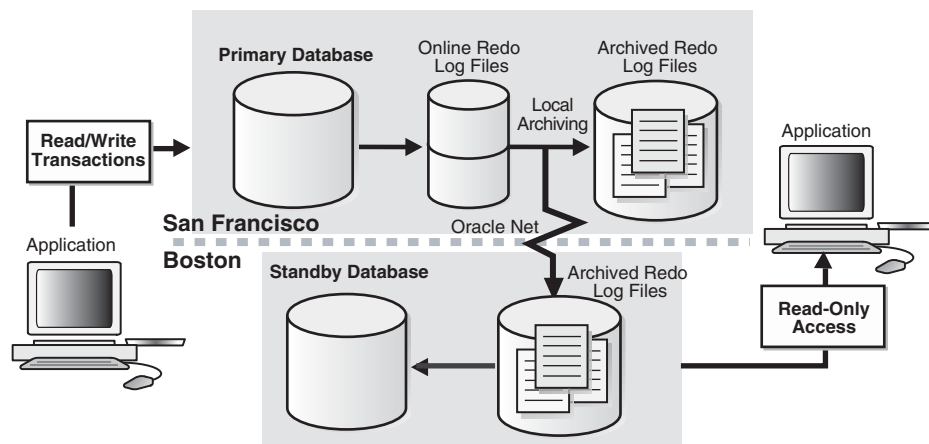 Primary Database
Online Redo
Log Files
Archived Redo
Log Files
Local
Archiving
Read/Write
Transactions
Application
Application
San Francisco
Oracle Net
Boston
Standby Database
Archived Redo
Log Files
Read-Only
Access